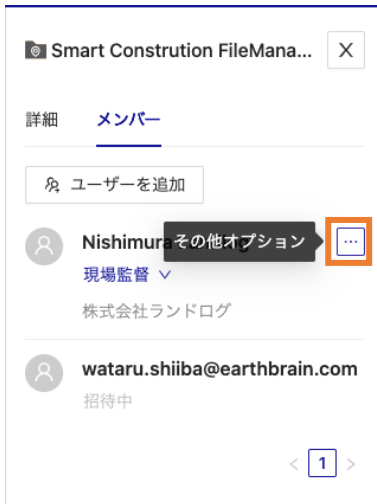 Smart Constrution FileMana...
X
詳細 メンバー
ユーザーを追加
Nishimura その他オプション ...
現場監督
株式会社ランドログ
wataru.shiiba@earthbrain.com
招待中
< 1 >